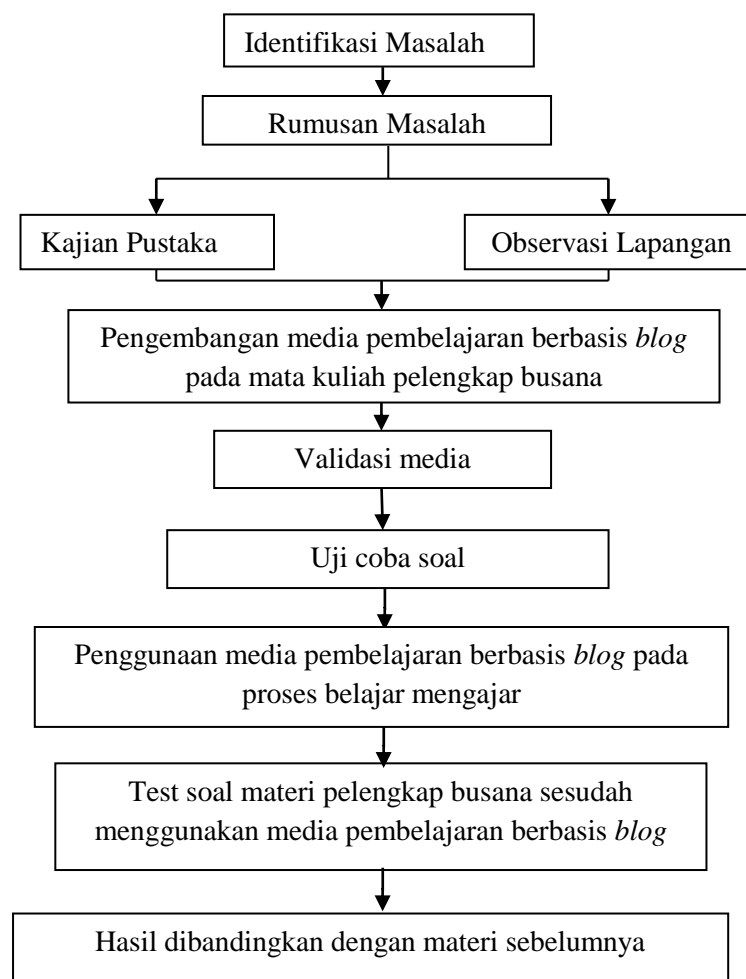 Identifikasi Masalah
Rumusan Masalah
Kajian Pustaka
Observasi Lapangan
Pengembangan media pembelajaran berbasis blog
pada mata kuliah pelengkap busana
Validasi media
Uji coba soal
Penggunaan media pembelajaran berbasis blog pada
proses belajar mengajar
Test soal materi pelengkap busana sesudah
menggunakan media pembelajaran berbasis blog
Hasil dibandingkan dengan materi sebelumnya